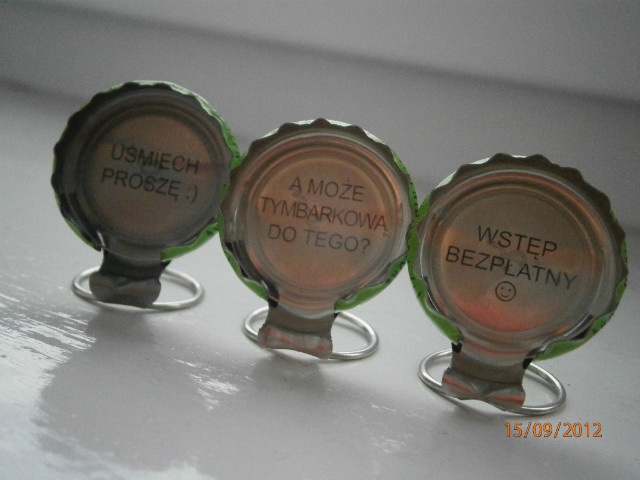 UŚMIECH
PROSZĘ :)
A MOŻE
TYMBARKOWĄ
DO TEGO?
WSTĘP
BEZPŁATNY
☺
15/09/2012